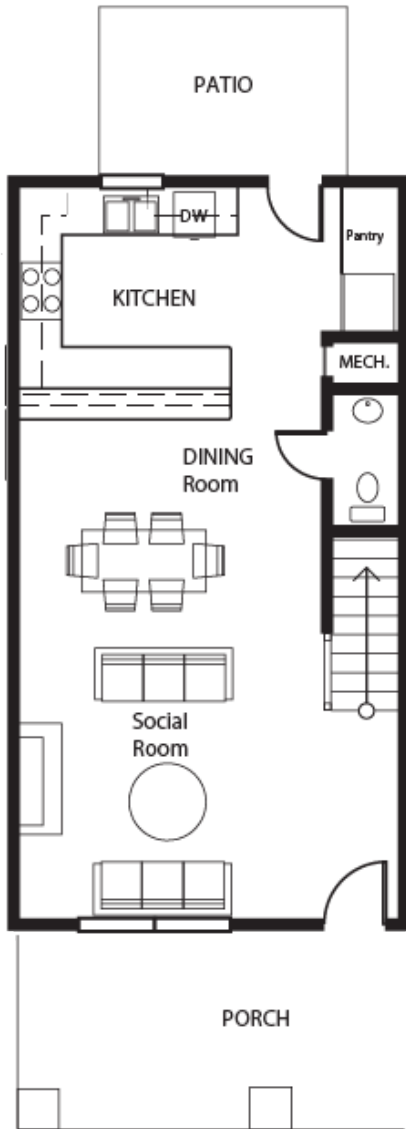 PATIO
DW
Pantry
KITCHEN
MECH.
DINING
Room
Social
Room
PORCH